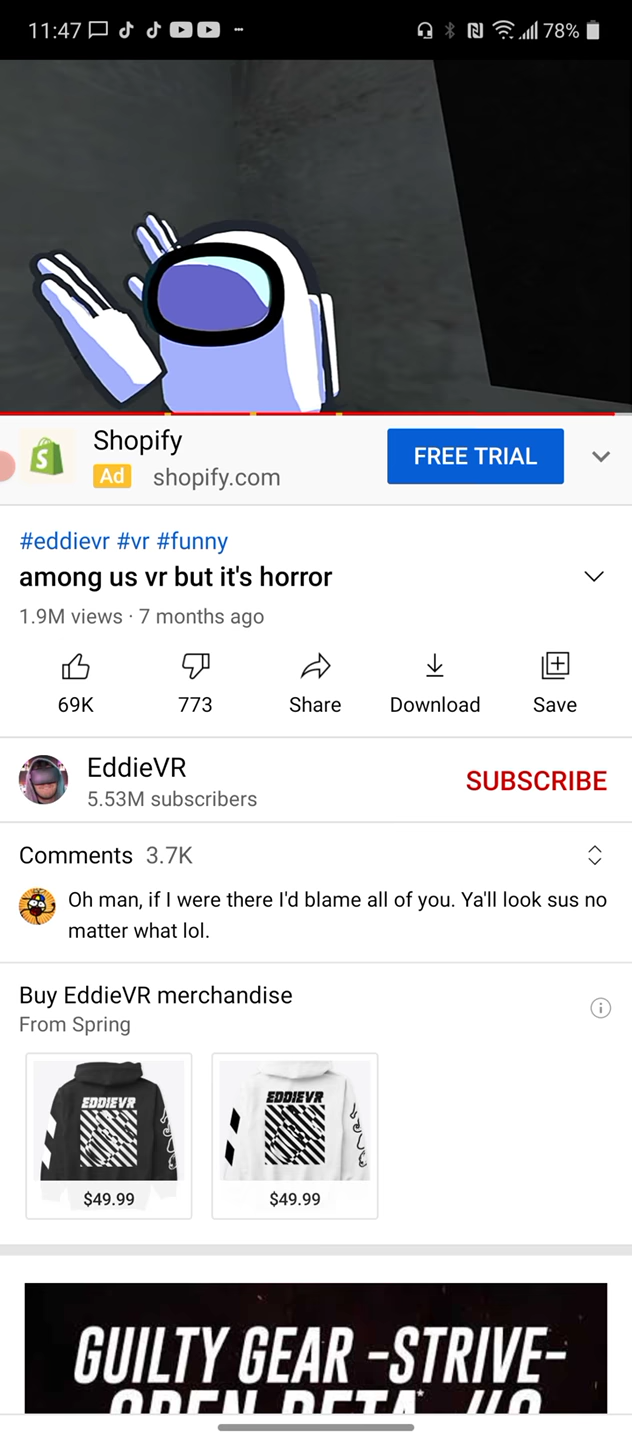 11:47
78%
Shopify
FREE TRIAL
Ad shopify.com
#eddievr #vr #funny
among us vr but it's horror
1.9M views · 7 months ago
69K 773 Share Download Save
EddieVR
SUBSCRIBE
5.53M subscribers
Comments 3.7K
Oh man, if I were there I'd blame all of you. Ya'll look sus no
matter what lol.
Buy EddieVR merchandise
From Spring
EDDIEVR EDDIEVR
$49.99 $49.99
GUILTY GEAR -STRIVE-
OPEN BETA